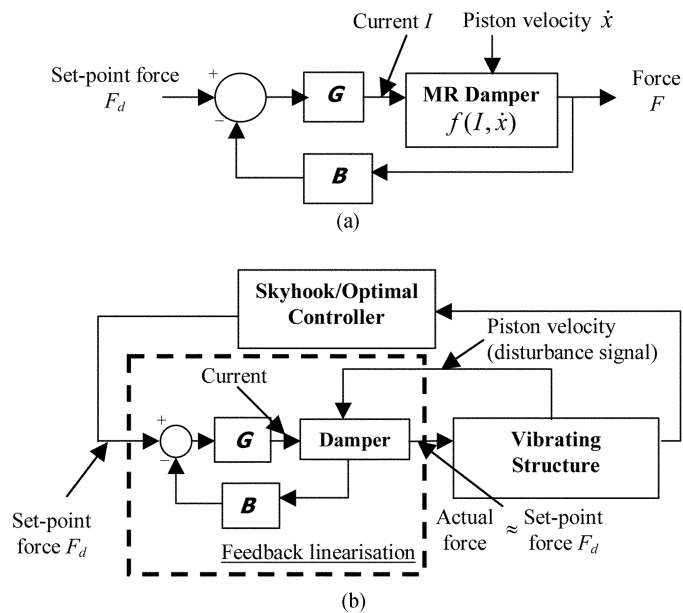 Current I
Piston velocity ẋ
Set-point force
F_d
+
−
G
MR Damper
f(I, ẋ)
Force
F
B
(a)
Skyhook/Optimal
Controller
Piston velocity
(disturbance signal)
Current
+
−
G
Damper
Vibrating
Structure
B
Set-point
force F_d
Feedback linearisation
Actual ≈ Set-point
force force F_d
(b)